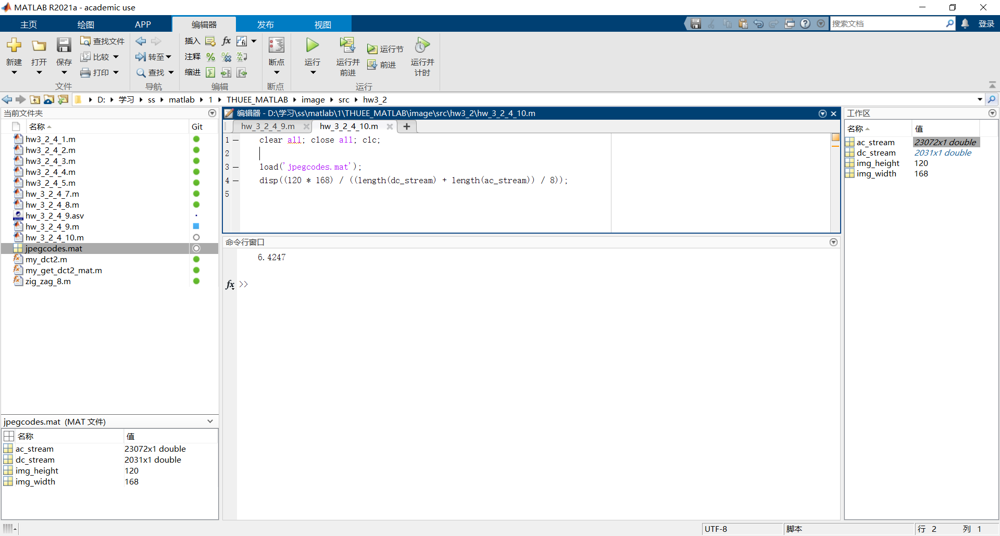 MATLAB R2021a - academic use
主页 绘图 APP 编辑器 发布 视图 搜索文档 登录
新建 打开 保存 查找文件 比较 打印 转至 查找 插入 注释 缩进 断点 运行 运行并前进 运行节 前进 运行并计时
文件 导航 编辑 断点 运行
D: 学习 ss matlab 1 THUEE_MATLAB image src hw3_2
当前文件夹
名称 Git
hw3_2_4_1.m
hw3_2_4_2.m
hw3_2_4_3.m
hw3_2_4_4.m
hw3_2_4_5.m
hw_3_2_4_7.m
hw_3_2_4_8.m
hw_3_2_4_9.asv
hw_3_2_4_9.m
hw_3_2_4_10.m
jpegcodes.mat
my_dct2.m
my_get_dct2_mat.m
zig_zag_8.m
jpegcodes.mat (MAT 文件)
名称 值
ac_stream 23072x1 double
dc_stream 2031x1 double
img_height 120
img_width 168
编辑器 - D:\学习\ss\matlab\1\THUEE_MATLAB\image\src\hw3_2\hw_3_2_4_10.m
hw_3_2_4_9.m hw_3_2_4_10.m
1 clear all; close all; clc;
2
3 load('jpegcodes.mat');
4 disp((120 * 168) / ((length(dc_stream) + length(ac_stream)) / 8));
5
命令行窗口
6.4247
fx >>
工作区
名称 值
ac_stream 23072x1 double
dc_stream 2031x1 double
img_height 120
img_width 168
UTF-8 脚本 行 2 列 1